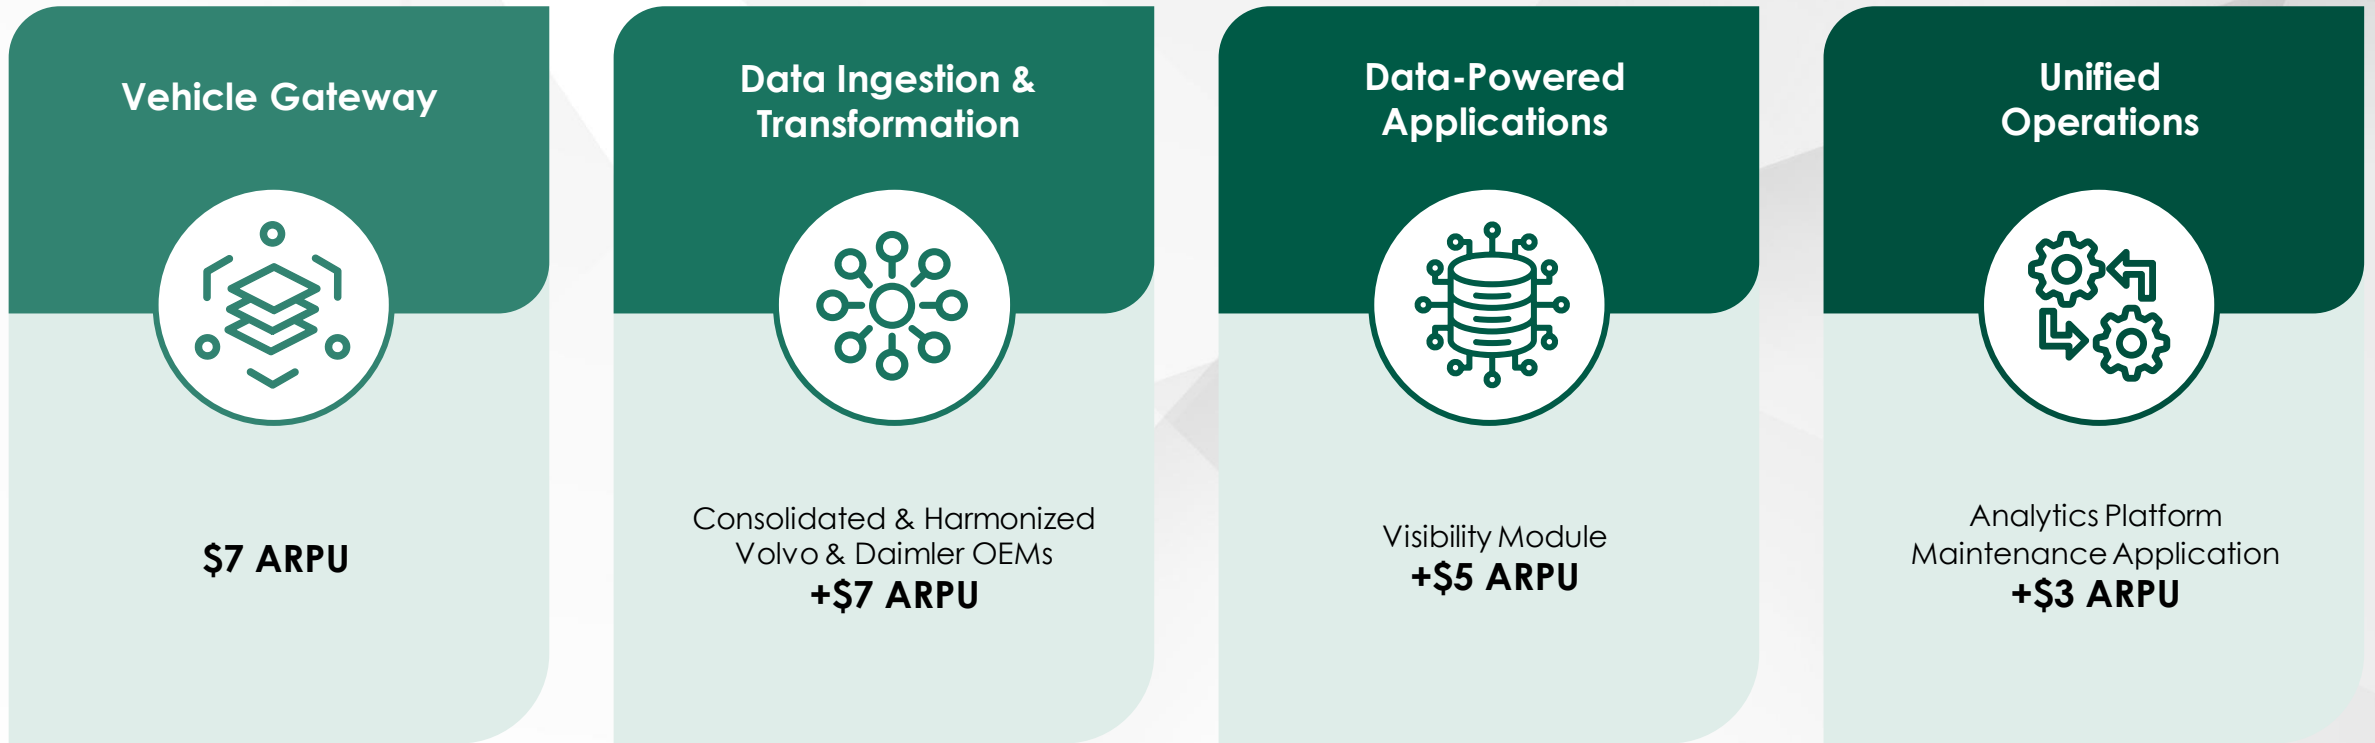 Vehicle Gateway
$7 ARPU
Data Ingestion &
Transformation
Consolidated & Harmonized
Volvo & Daimler OEMs
+$7 ARPU
Data-Powered
Applications
Visibility Module
+$5 ARPU
Unified
Operations
Analytics Platform
Maintenance Application
+$3 ARPU